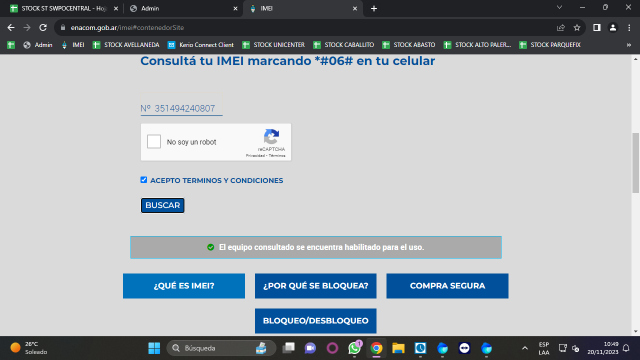 STOCK ST SWPOCENTRAL - Hoj
Admin
IMEI
enacom.gob.ar/imei#contenedorSite
Admin
IMEI
STOCK AVELLANEDA
Kerio Connect Client
STOCK UNICENTER
STOCK CABALLITO
STOCK ABASTO
STOCK ALTO PALER...
STOCK PARQUEFIX
Consultá tu IMEI marcando *#06# en tu celular
Nº 351494240807
No soy un robot
reCAPTCHA
Privacidad - Términos
ACEPTO TERMINOS Y CONDICIONES
BUSCAR
El equipo consultado se encuentra habilitado para el uso.
¿QUÉ ES IMEI?
¿POR QUÉ SE BLOQUEA?
COMPRA SEGURA
BLOQUEO/DESBLOQUEO
26°C
Soleado
Búsqueda
ESP
LAA
10:49
20/11/2023